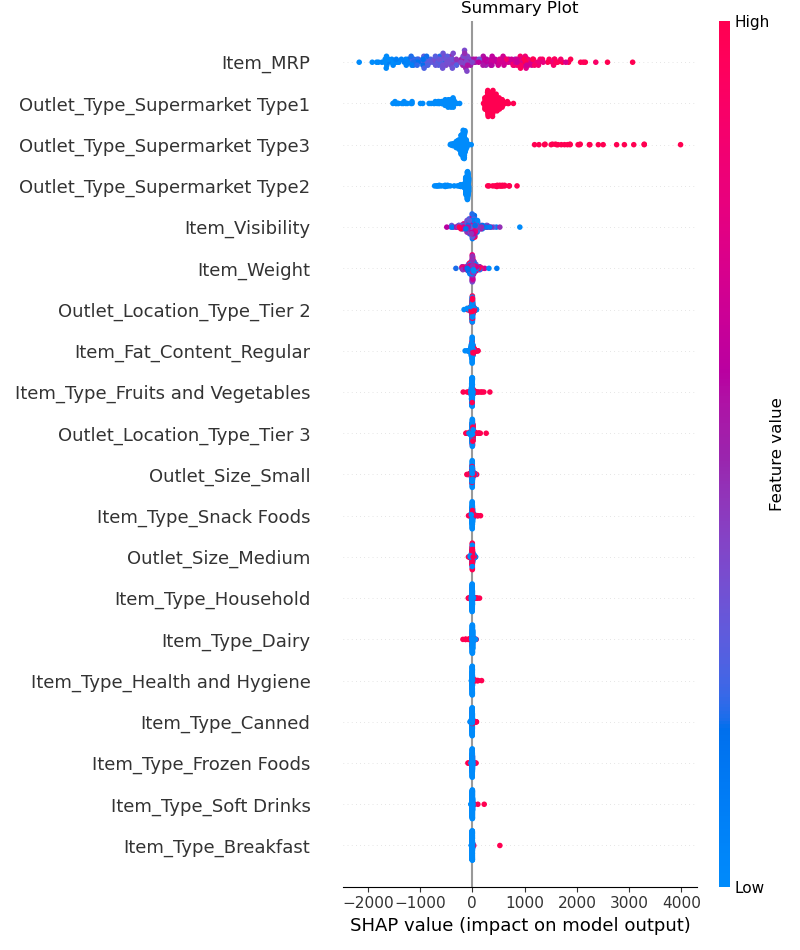 Summary Plot
High
Item_MRP
Outlet_Type_Supermarket Type1
Outlet_Type_Supermarket Type3
Outlet_Type_Supermarket Type2
Item_Visibility
Item_Weight
Outlet_Location_Type_Tier 2
Item_Fat_Content_Regular
Item_Type_Fruits and Vegetables
Outlet_Location_Type_Tier 3
Outlet_Size_Small
Item_Type_Snack Foods
Outlet_Size_Medium
Item_Type_Household
Item_Type_Dairy
Item_Type_Health and Hygiene
Item_Type_Canned
Item_Type_Frozen Foods
Item_Type_Soft Drinks
Item_Type_Breakfast
Feature value
Low
−2000 −1000 0 1000 2000 3000 4000
SHAP value (impact on model output)